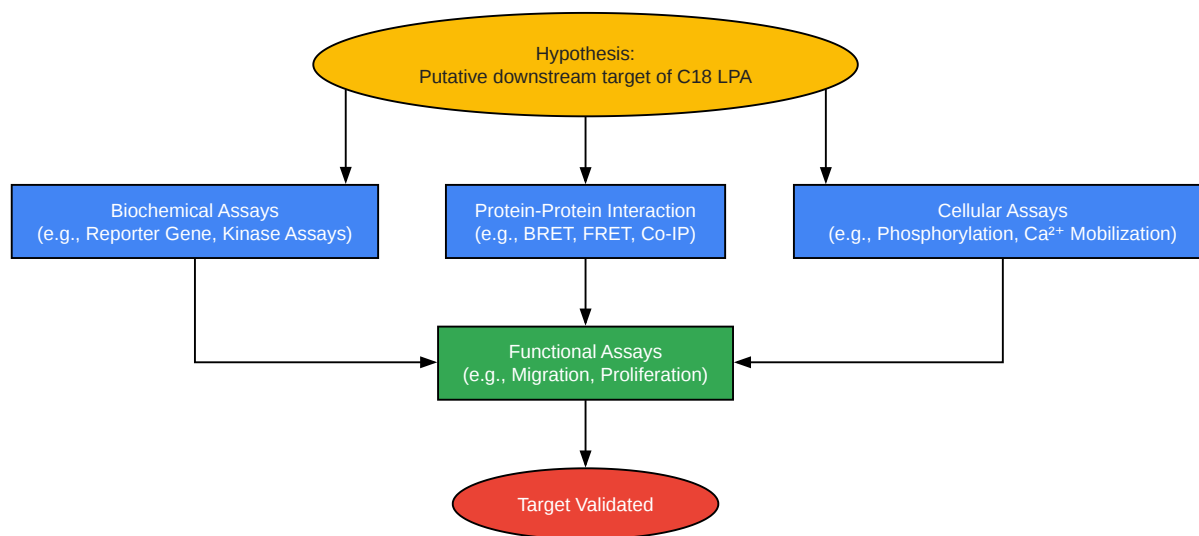 Hypothesis:
Putative downstream target of C18 LPA
Biochemical Assays
(e.g., Reporter Gene, Kinase Assays)
Protein-Protein Interaction
(e.g., BRET, FRET, Co-IP)
Cellular Assays
(e.g., Phosphorylation, Ca²⁺ Mobilization)
Functional Assays
(e.g., Migration, Proliferation)
Target Validated